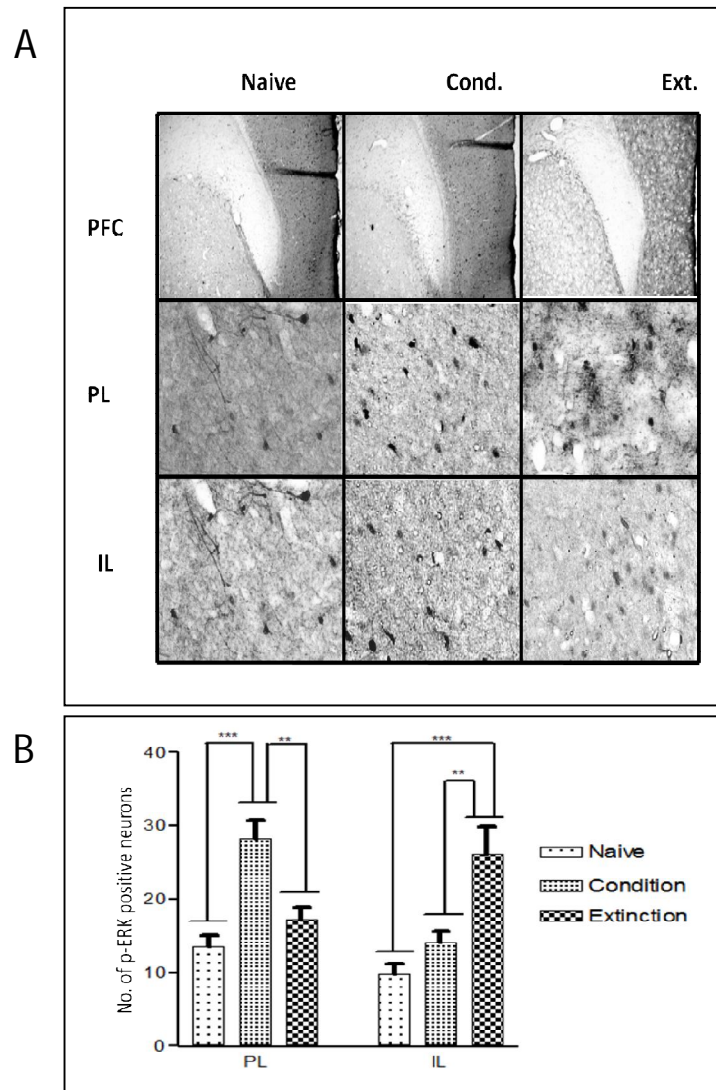 A
Naive Cond. Ext.
PFC
PL
IL
B
No. of p-ERK positive neurons
40
30
20
10
0
*** **
***
**
PL IL
Naive
Condition
Extinction